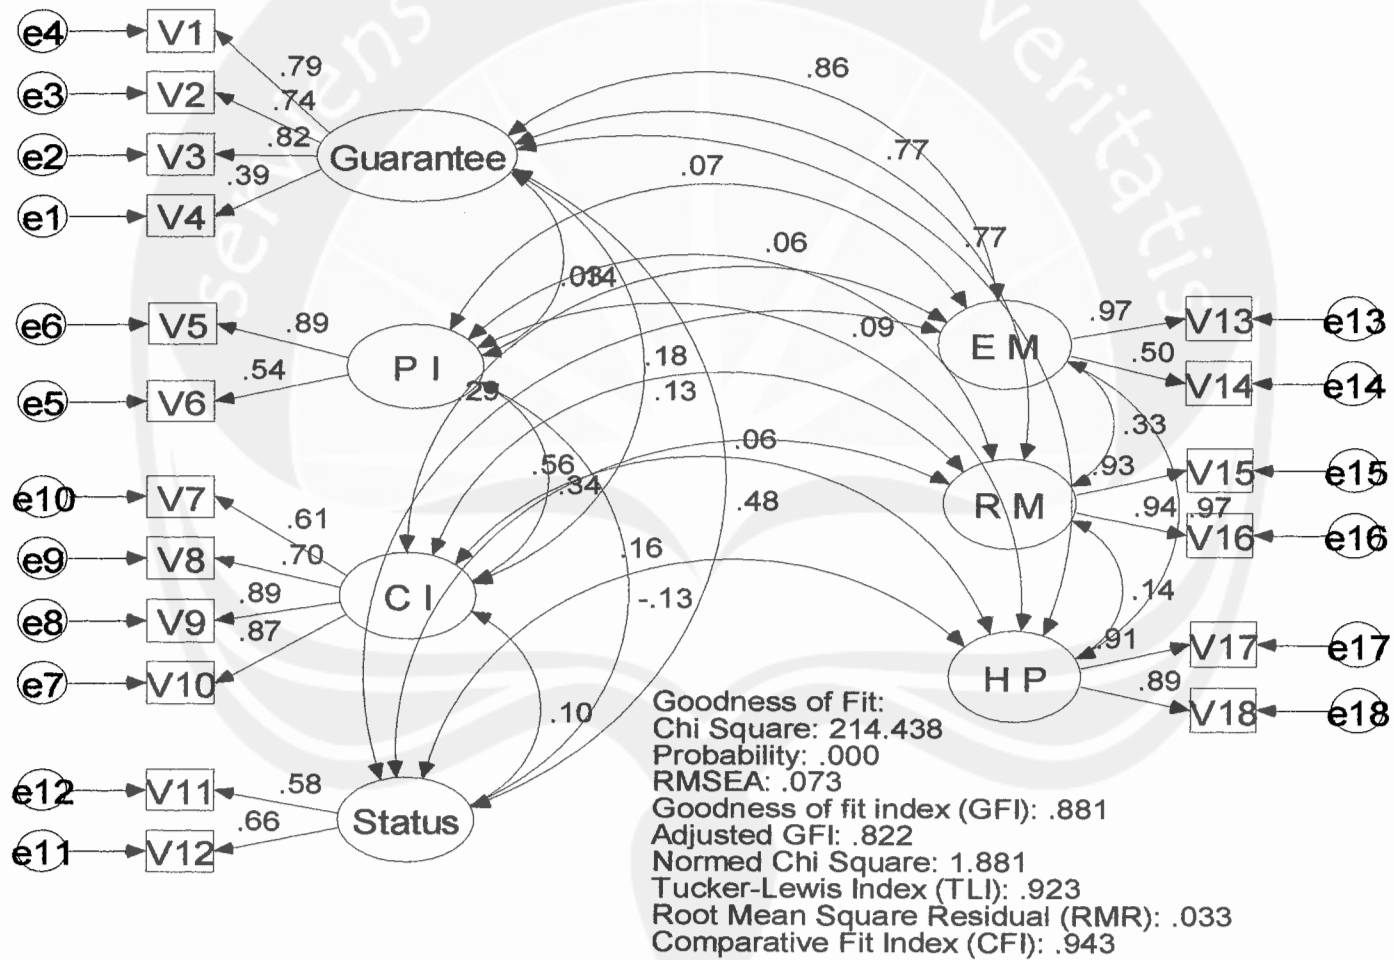 servens
veritatis
e4
V1
.79
.86
e3
V2
.74
e2
V3
.82
Guarantee
.77
.07
e1
V4
.39
.06
.77
e6
V5
.89
.09
.97
V13
e13
P I
E M
.18
.50
V14
e14
e5
V6
.54
.29
.13
.33
.06
.56
.34
.93
V15
e15
e10
V7
.61
.48
R M
.94
.97
V16
e16
e9
V8
.70
.16
C I
-.13
.14
e8
V9
.89
e7
V10
.87
.91
V17
e17
H P
.89
V18
e18
.10
e12
V11
.58
Status
e11
V12
.66
Goodness of Fit:
Chi Square: 214.438
Probability: .000
RMSEA: .073
Goodness of fit index (GFI): .881
Adjusted GFI: .822
Normed Chi Square: 1.881
Tucker-Lewis Index (TLI): .923
Root Mean Square Residual (RMR): .033
Comparative Fit Index (CFI): .943